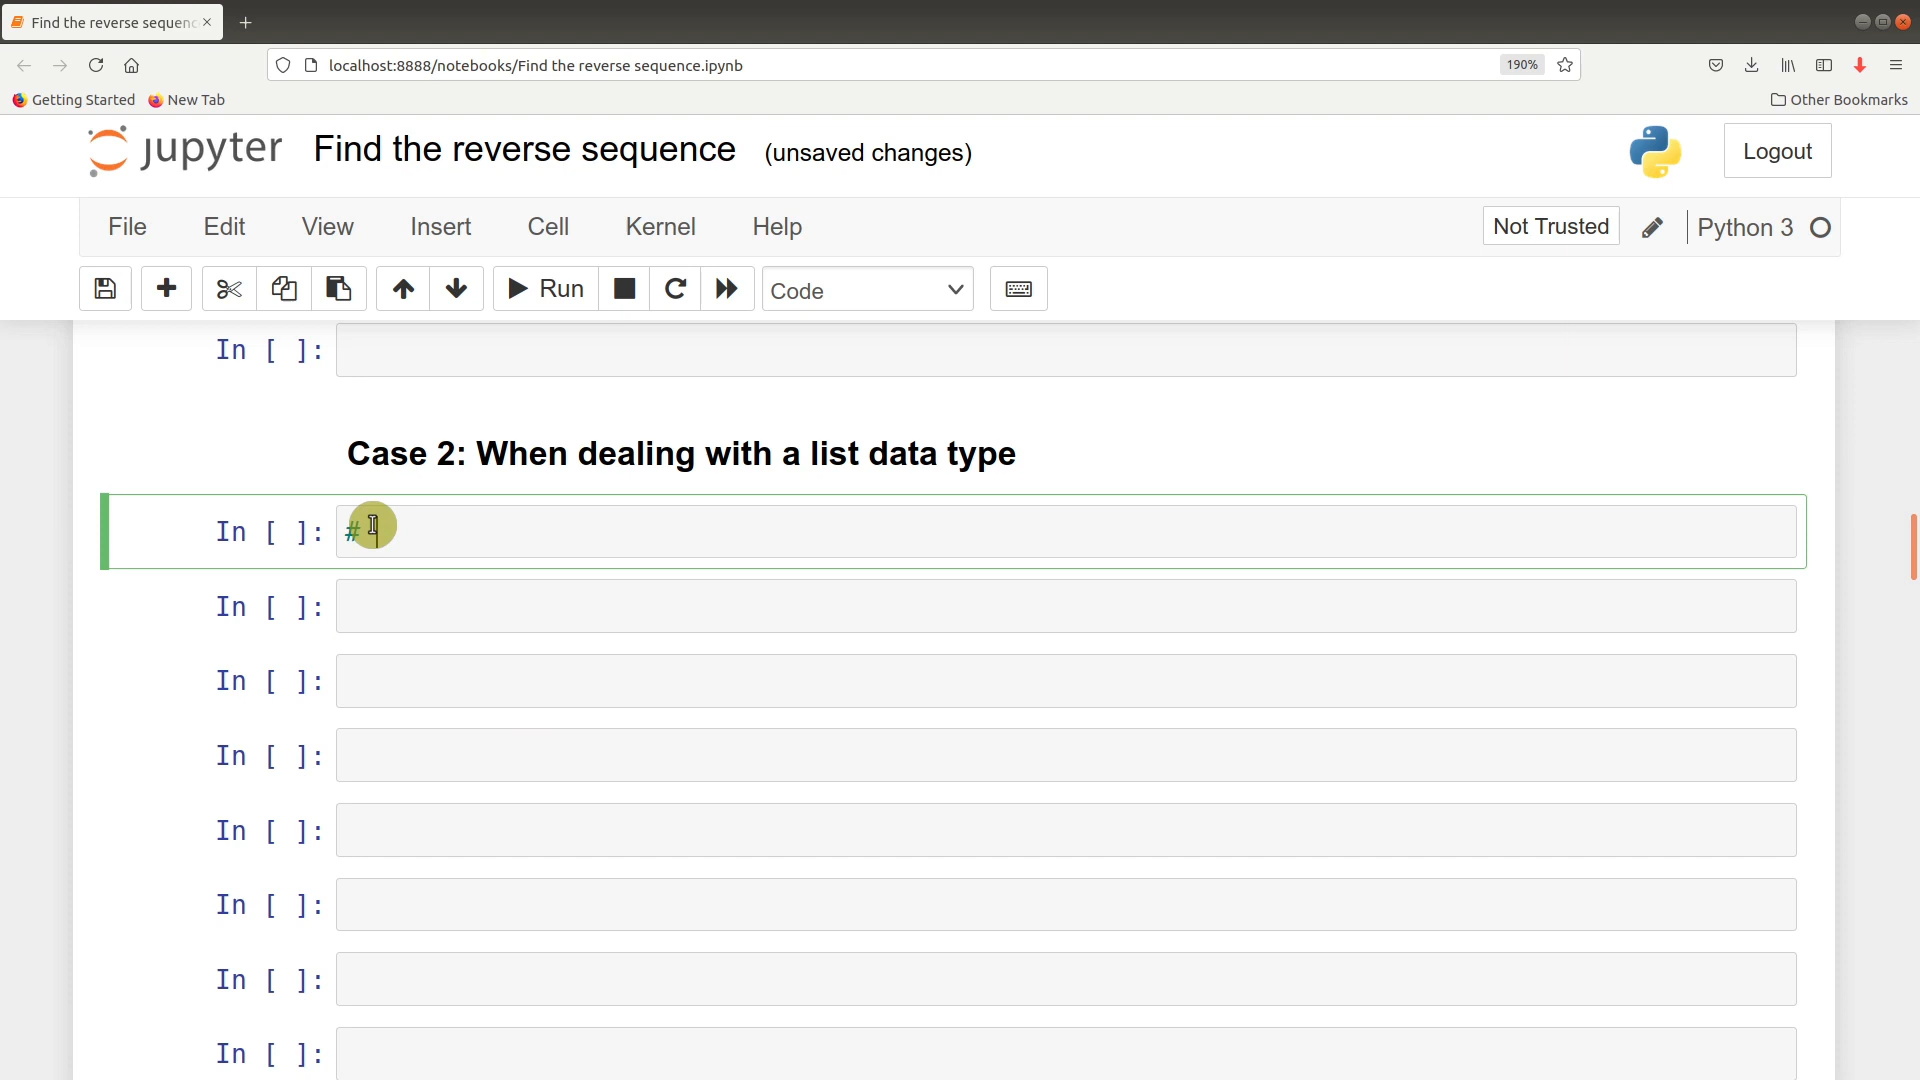 Find the reverse sequenc
localhost:8888/notebooks/Find the reverse sequence.ipynb
190%
Getting Started
New Tab
Other Bookmarks
jupyter
Find the reverse sequence (unsaved changes)
Logout
File Edit View Insert Cell Kernel Help
Not Trusted
Python 3
Run
Code
In [ ]:
Case 2: When dealing with a list data type
In [ ]: #
In [ ]:
In [ ]:
In [ ]:
In [ ]:
In [ ]:
In [ ]:
In [ ]: